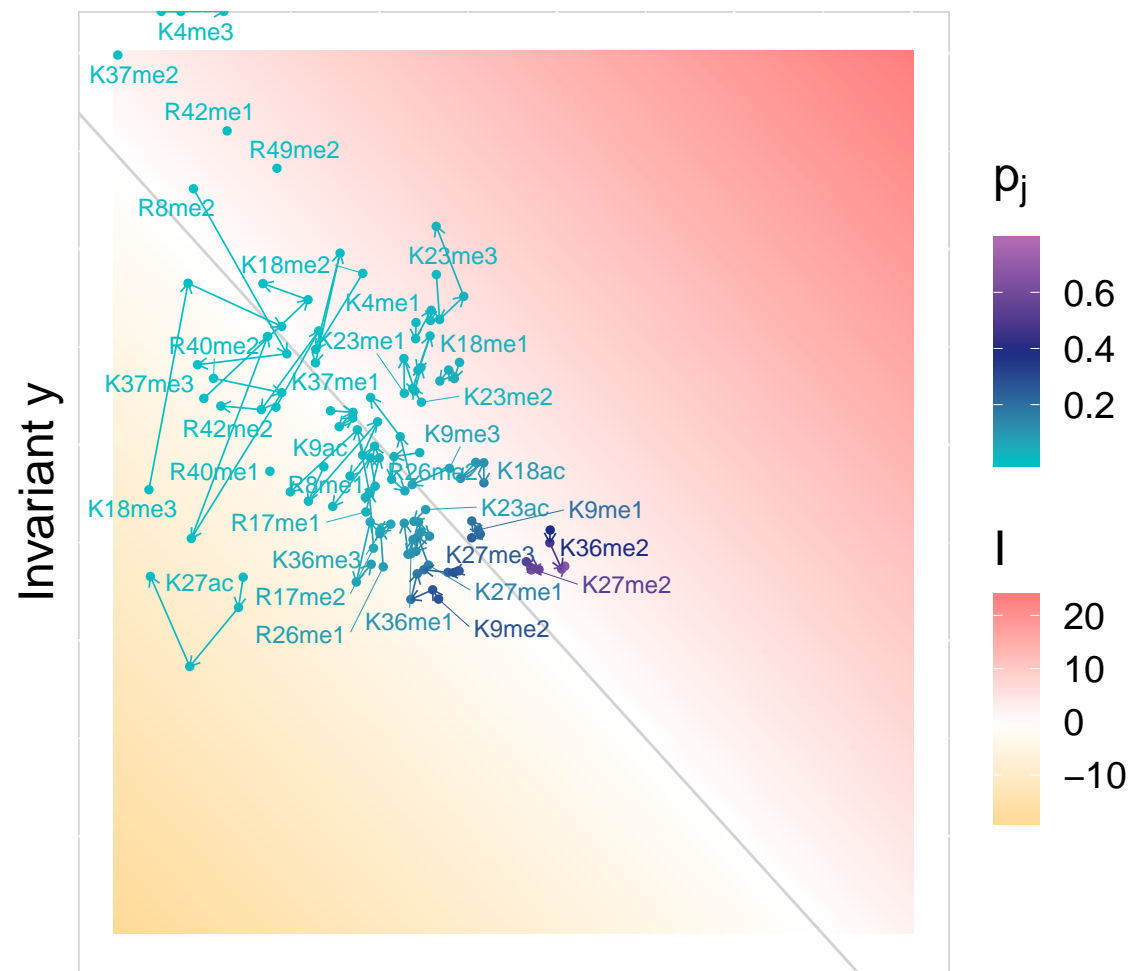 K4me3
K37me2
R42me1
R49me2
R8me2
K23me3
K18me2
K4me1
R40me2
K23me1
K18me1
K37me3
K37me1
K23me2
R42me2
K9me3
K9ac
R40me1
R26me2
K18ac
R8me1
K18me3
R17me1
K23ac
K9me1
K36me3
K27me3
K36me2
K27ac
R17me2
K27me1
K27me2
R26me1
K36me1
K9me2
Invariant y
pj
0.6
0.4
0.2
I
20
10
0
−10